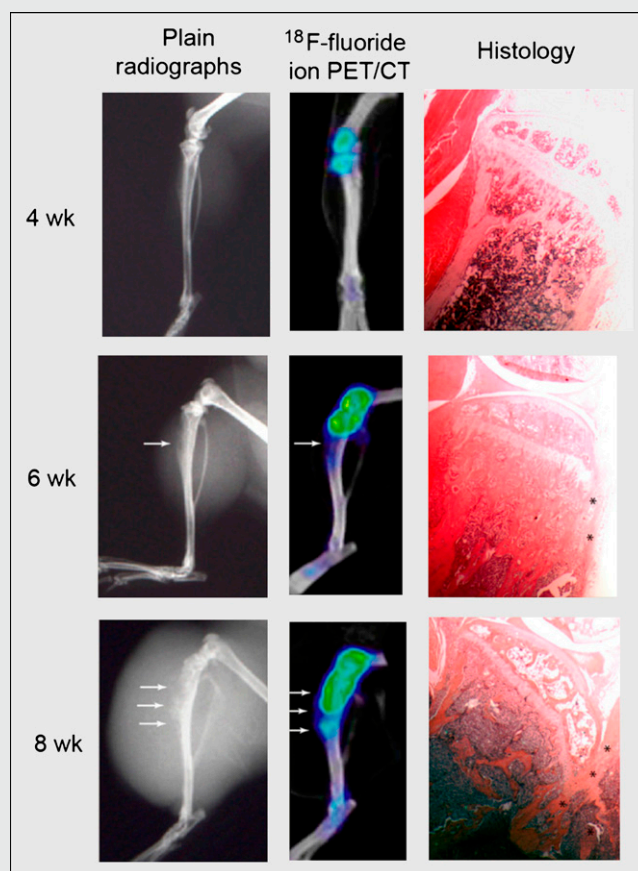 Plain
radiographs
¹⁸F-fluoride
ion PET/CT
Histology
4 wk
6 wk
*
*
8 wk
*
*
*